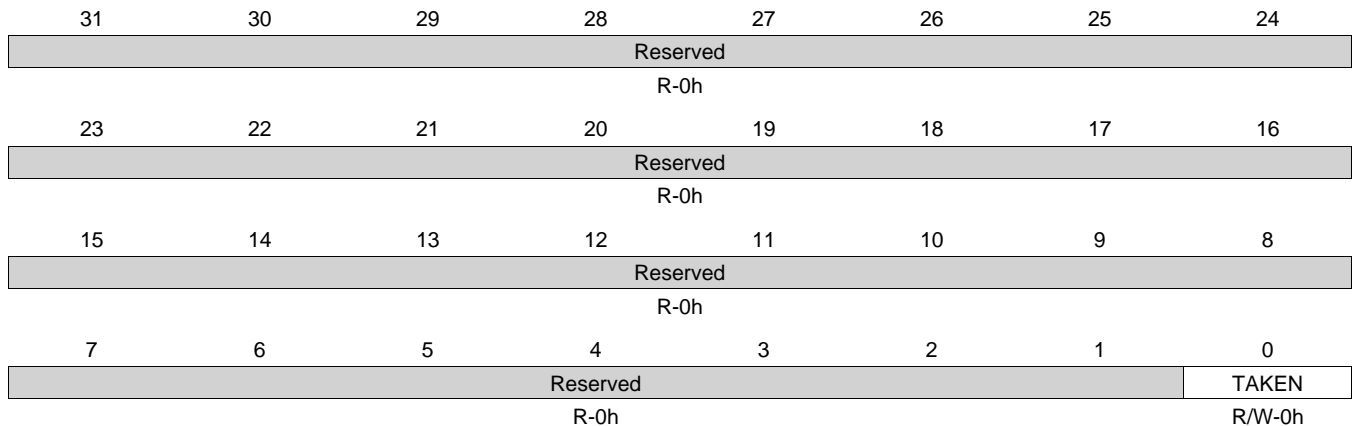 31 30 29 28 27 26 25 24
Reserved
R-0h
23 22 21 20 19 18 17 16
Reserved
R-0h
15 14 13 12 11 10 9 8
Reserved
R-0h
7 6 5 4 3 2 1 0
Reserved TAKEN
R-0h R/W-0h